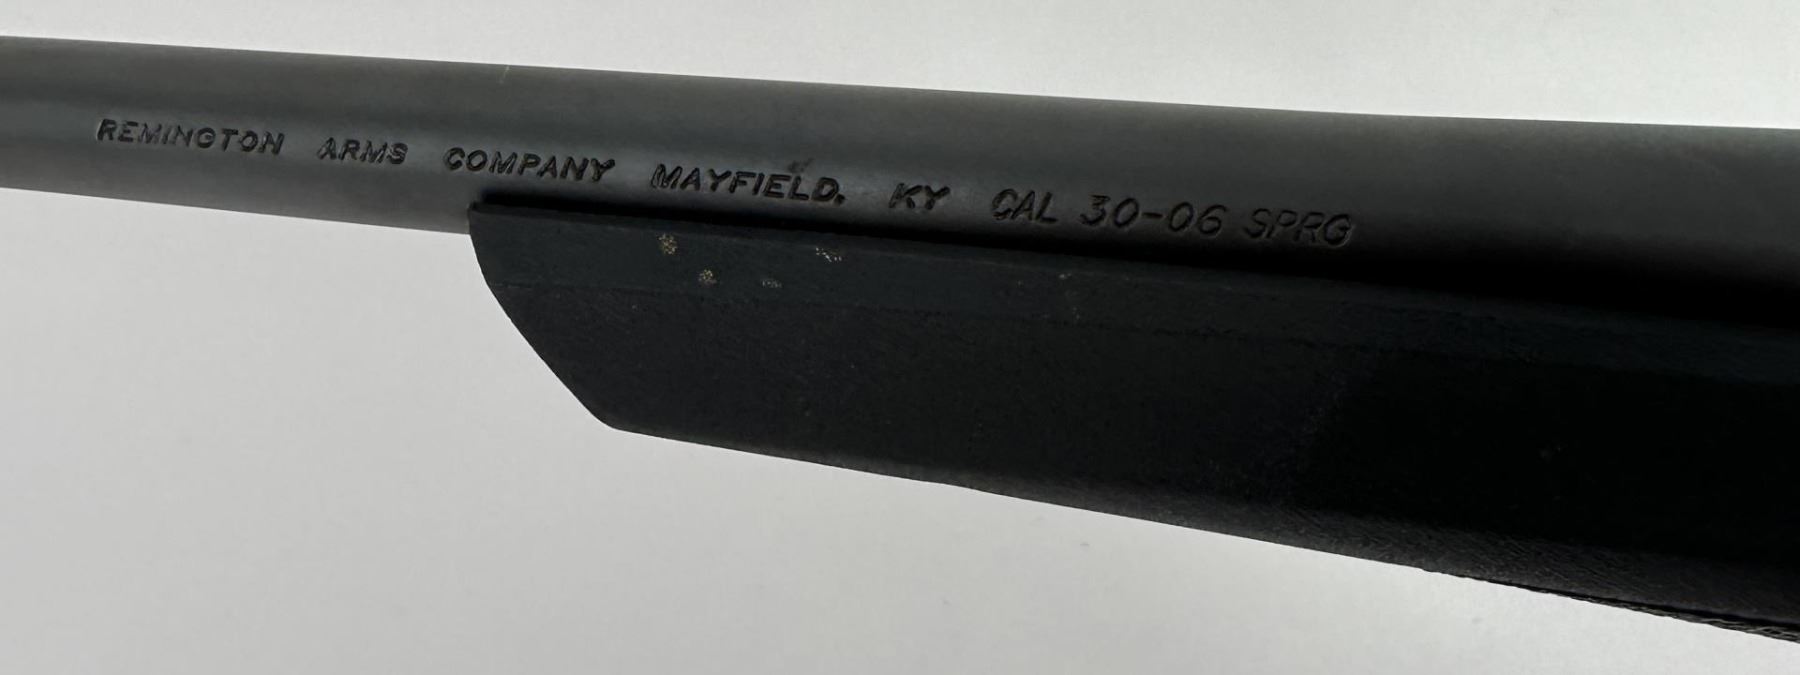 REMINGTON ARMS COMPANY MAYFIELD. KY CAL 30-06 SPRG